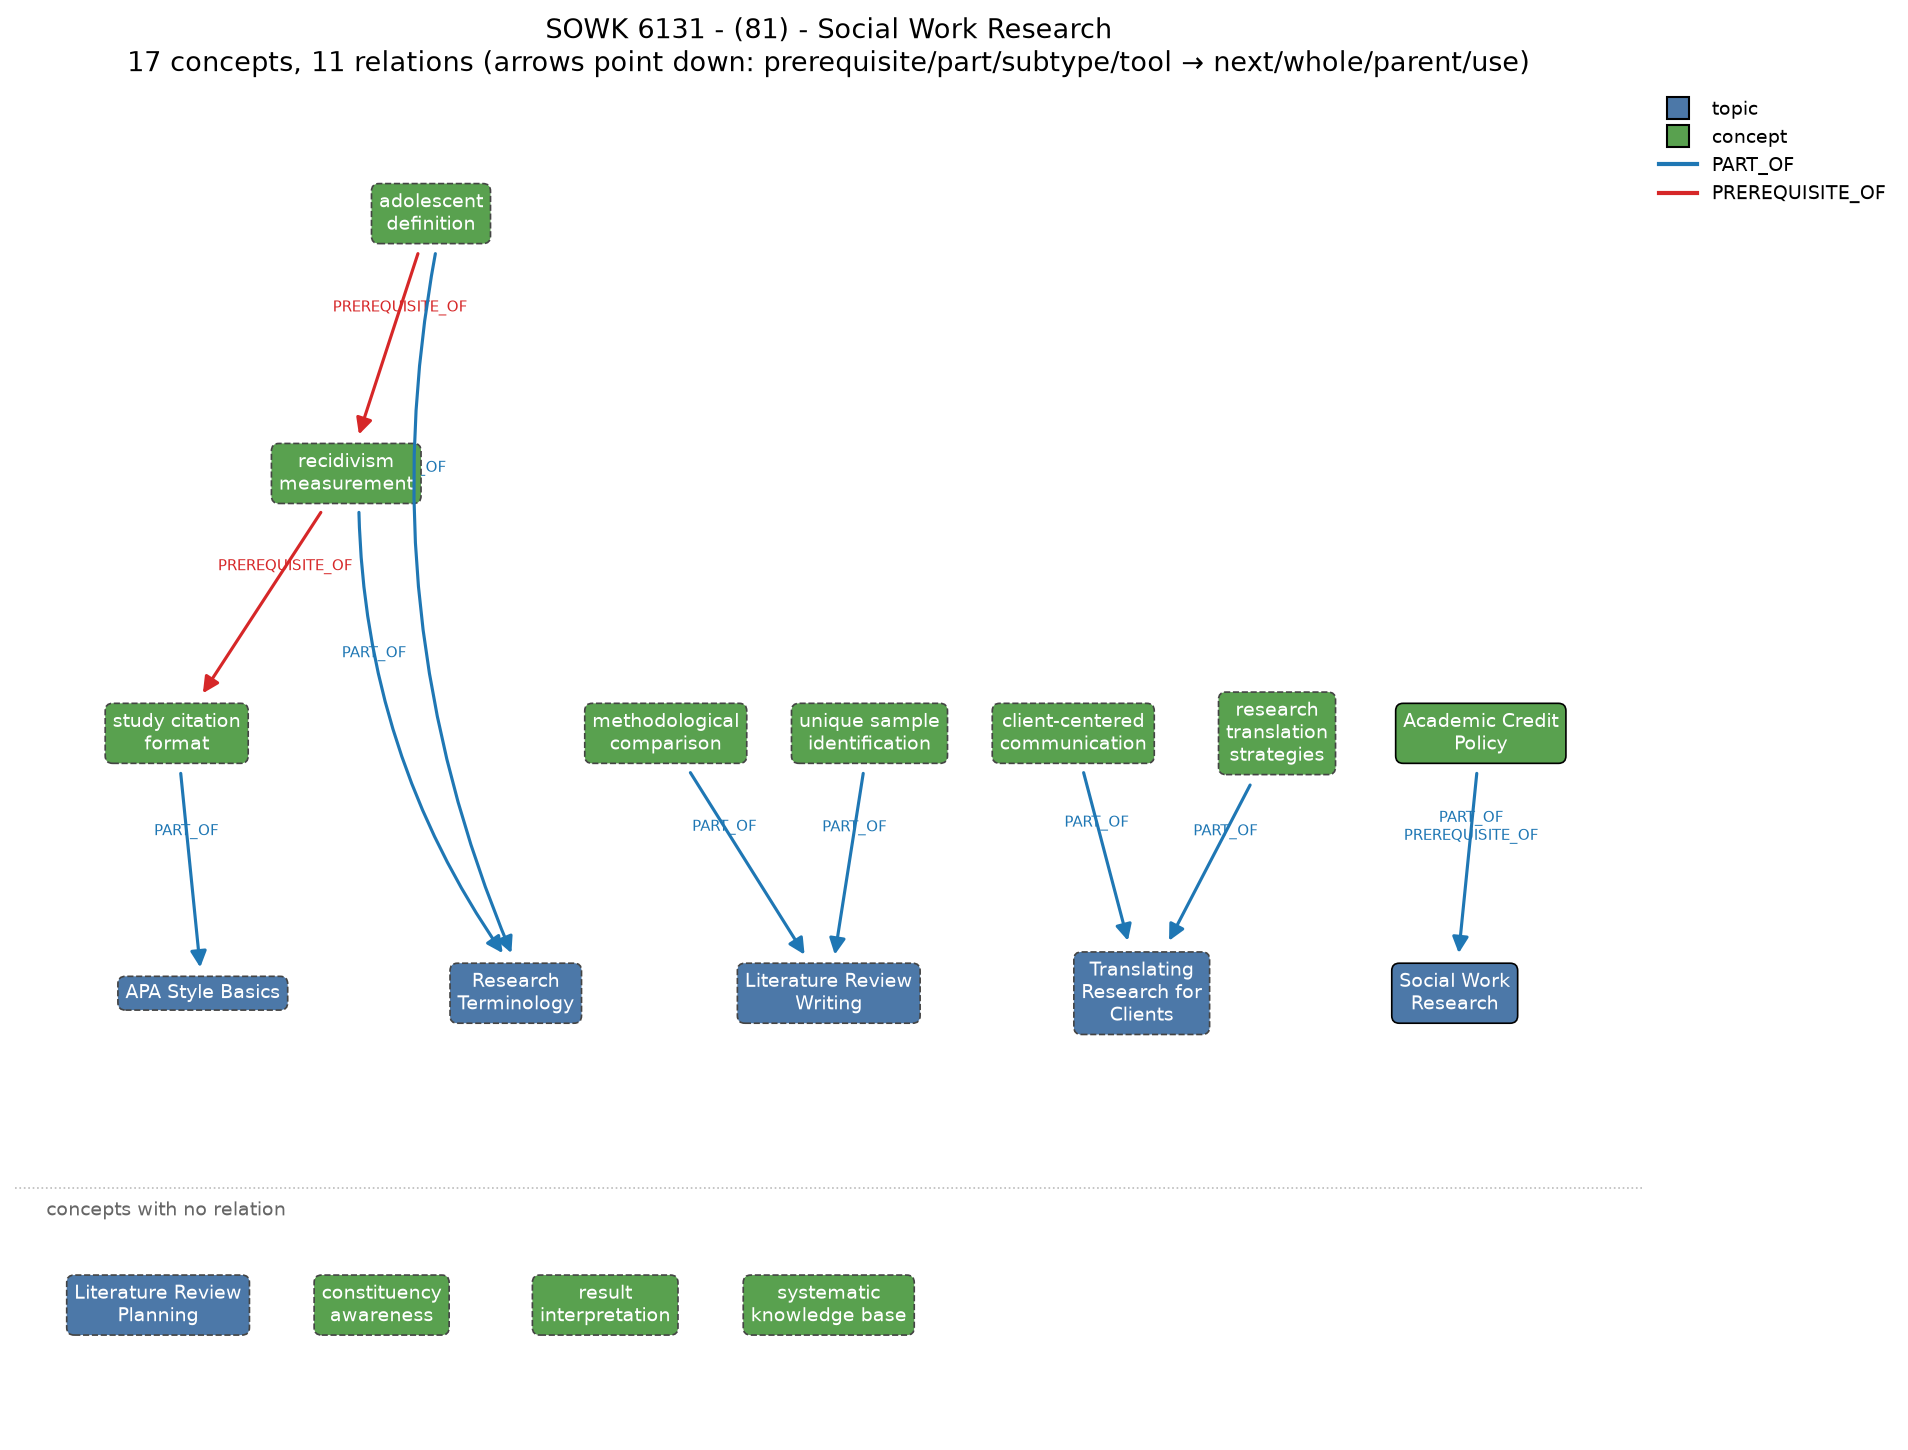 SOWK 6131 - (81) - Social Work Research
17 concepts, 11 relations (arrows point down: prerequisite/part/subtype/tool → next/whole/parent/use)
topic
concept
PART_OF
PREREQUISITE_OF
adolescent
definition
PREREQUISITE_OF
recidivism
measurement
_OF
PREREQUISITE_OF
PART_OF
study citation
format
methodological
comparison
unique sample
identification
client-centered
communication
research
translation
strategies
Academic Credit
Policy
PART_OF
PART_OF
PART_OF
PART_OF
PART_OF
PART_OF
PREREQUISITE_OF
APA Style Basics
Research
Terminology
Literature Review
Writing
Translating
Research for
Clients
Social Work
Research
concepts with no relation
Literature Review
Planning
constituency
awareness
result
interpretation
systematic
knowledge base